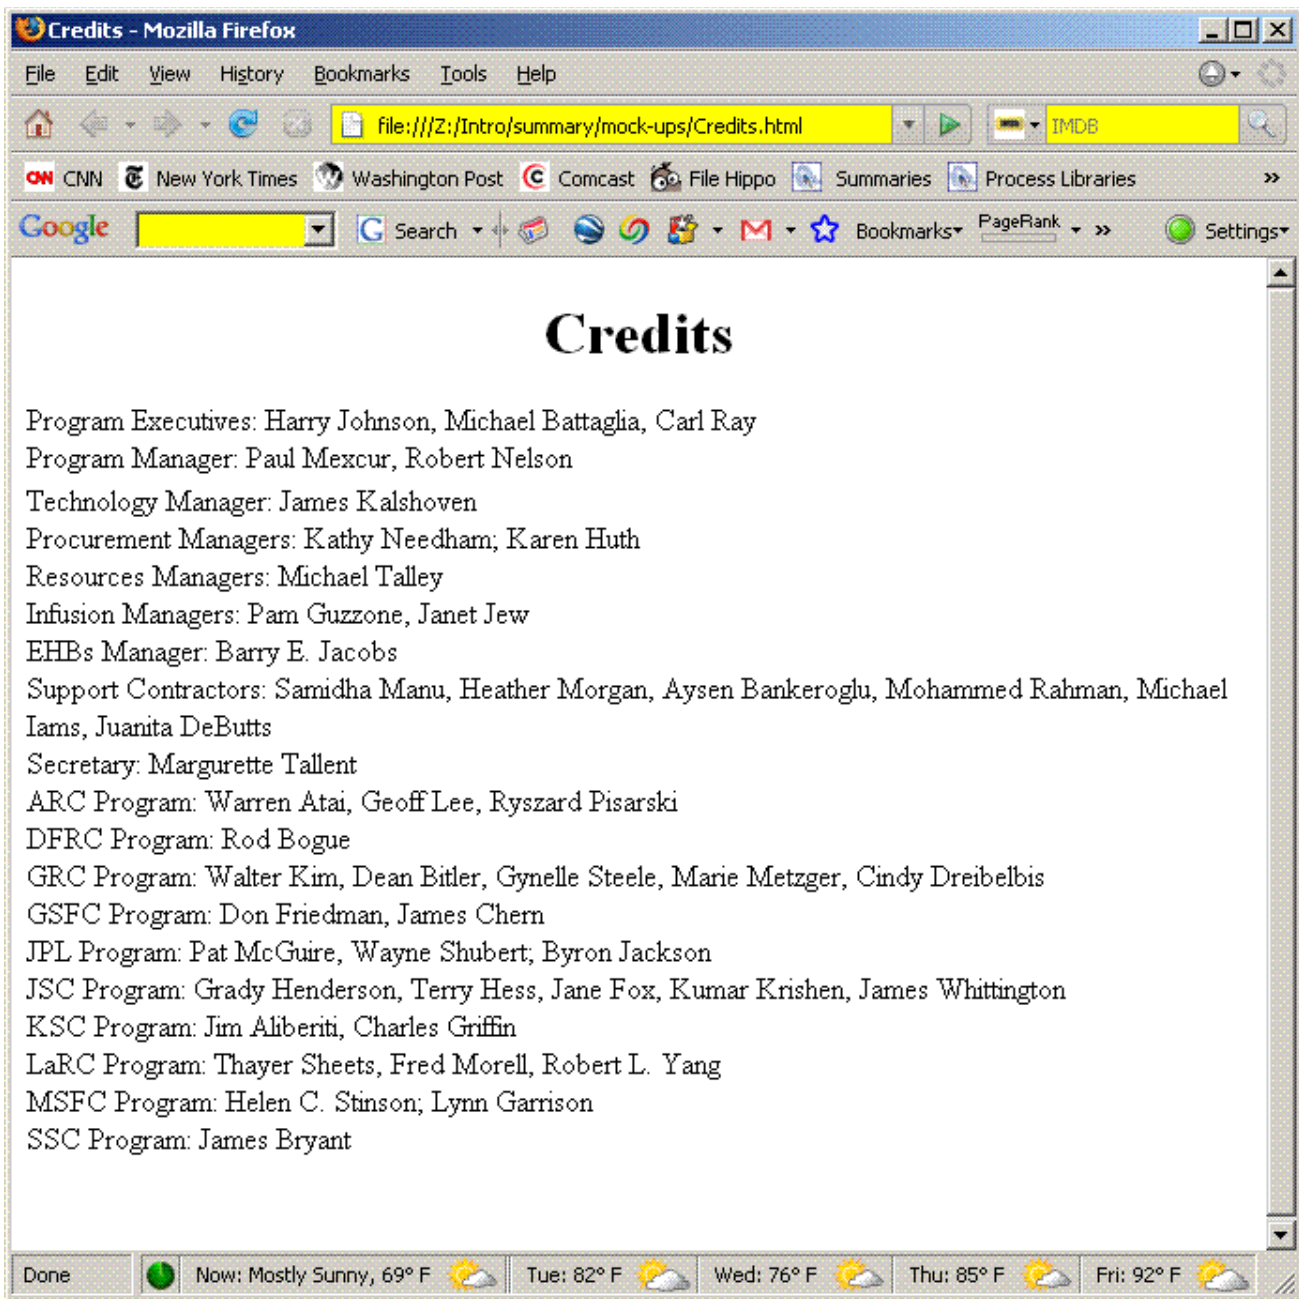 Credits - Mozilla Firefox
File Edit View History Bookmarks Tools Help
file:///Z:/Intro/summary/mock-ups/Credits.html IMDB
CNN CNN New York Times Washington Post Comcast File Hippo Summaries Process Libraries »
Google G Search M Bookmarks PageRank » Settings
Credits
Program Executives: Harry Johnson, Michael Battaglia, Carl Ray
Program Manager: Paul Mexcur, Robert Nelson
Technology Manager: James Kalshoven
Procurement Managers: Kathy Needham; Karen Huth
Resources Managers: Michael Talley
Infusion Managers: Pam Guzzone, Janet Jew
EHBs Manager: Barry E. Jacobs
Support Contractors: Samidha Manu, Heather Morgan, Aysen Bankeroglu, Mohammed Rahman, Michael
Iams, Juanita DeButts
Secretary: Margurette Tallent
ARC Program: Warren Atai, Geoff Lee, Ryszard Pisarski
DFRC Program: Rod Bogue
GRC Program: Walter Kim, Dean Bitler, Gynelle Steele, Marie Metzger, Cindy Dreibelbis
GSFC Program: Don Friedman, James Chern
JPL Program: Pat McGuire, Wayne Shubert; Byron Jackson
JSC Program: Grady Henderson, Terry Hess, Jane Fox, Kumar Krishen, James Whittington
KSC Program: Jim Aliberiti, Charles Griffin
LaRC Program: Thayer Sheets, Fred Morell, Robert L. Yang
MSFC Program: Helen C. Stinson; Lynn Garrison
SSC Program: James Bryant
Done Now: Mostly Sunny, 69° F Tue: 82° F Wed: 76° F Thu: 85° F Fri: 92° F